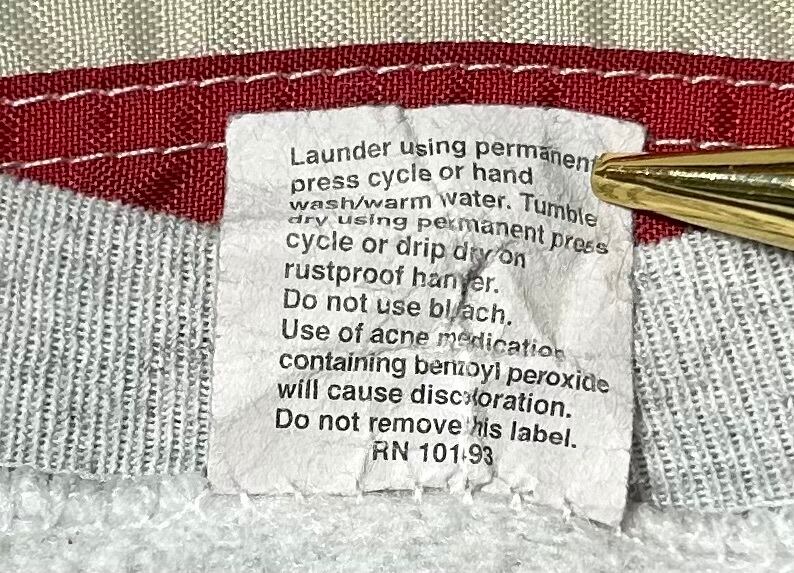 Launder using permanent
press cycle or hand
wash/warm water. Tumble
dry using permanent press
cycle or drip dry on
rustproof hanger.
Do not use bleach.
Use of acne medication
containing benzoyl peroxide
will cause discoloration.
Do not remove this label.
RN